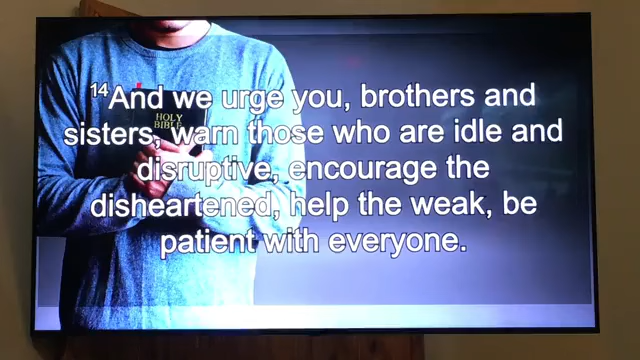 ¹⁴And we urge you, brothers and
sisters, warn those who are idle and
disruptive, encourage the
disheartened, help the weak, be
patient with everyone.
HOLY
BIBLE